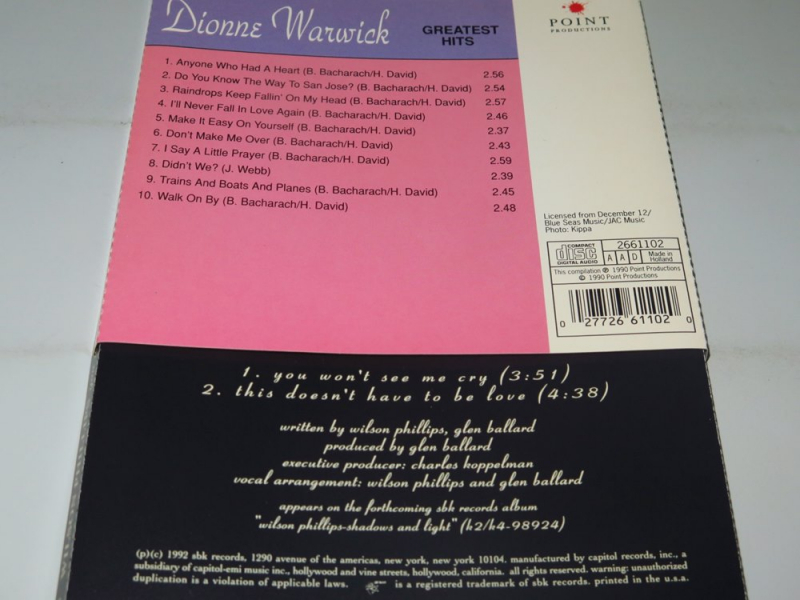 Dionne Warwick
GREATEST
HITS
POINT
PRODUCTIONS
1. Anyone Who Had A Heart (B. Bacharach/H. David) 2.56
2. Do You Know The Way To San Jose? (B. Bacharach/H. David) 2.54
3. Raindrops Keep Fallin' On My Head (B. Bacharach/H. David) 2.57
4. I'll Never Fall In Love Again (B. Bacharach/H. David) 2.46
5. Make It Easy On Yourself (B. Bacharach/H. David) 2.37
6. Don't Make Me Over (B. Bacharach/H. David) 2.43
7. I Say A Little Prayer (B. Bacharach/H. David) 2.59
8. Didn't We? (J. Webb) 2.39
9. Trains And Boats And Planes (B. Bacharach/H. David) 2.45
10. Walk On By (B. Bacharach/H. David) 2.48
Licensed from December 12/
Blue Seas Music/JAC Music
Photo: Kippa
COMPACT
disc
DIGITAL AUDIO
2661102
A A D
Made in
Holland
This compilation ℗ 1990 Point Productions
© 1990 Point Productions
0 27726 61102 0
1. you won't see me cry (3:51)
2. this doesn't have to be love (4:38)
written by wilson phillips, glen ballard
produced by glen ballard
executive producer: charles koppelman
vocal arrangement: wilson phillips and glen ballard
appears on the forthcoming sbk records album
"wilson phillips-shadows and light" (k2/k4-98924)
(p)(c) 1992 sbk records, 1290 avenue of the americas, new york, new york 10104. manufactured by capitol records, inc., a
subsidiary of capitol-emi music inc., hollywood and vine streets, hollywood, california. all rights reserved. warning: unauthorized
duplication is a violation of applicable laws. is a registered trademark of sbk records. printed in the u.s.a.